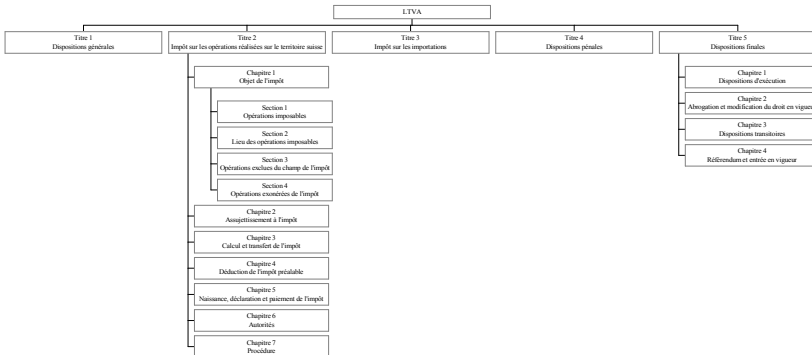 LTVA
Titre 1
Dispositions générales
Titre 2
Impôt sur les opérations réalisées sur le territoire suisse
Titre 3
Impôt sur les importations
Titre 4
Dispositions pénales
Titre 5
Dispositions finales
Chapitre 1
Objet de l'impôt
Section 1
Opérations imposables
Section 2
Lieu des opérations imposables
Section 3
Opérations exclues du champ de l'impôt
Section 4
Opérations exonérées de l'impôt
Chapitre 2
Assujettissement à l'impôt
Chapitre 3
Calcul et transfert de l'impôt
Chapitre 4
Déduction de l'impôt préalable
Chapitre 5
Naissance, déclaration et paiement de l'impôt
Chapitre 6
Autorités
Chapitre 7
Procédure
Chapitre 1
Dispositions d'exécution
Chapitre 2
Abrogation et modification du droit en vigueur
Chapitre 3
Dispositions transitoires
Chapitre 4
Référendum et entrée en vigueur